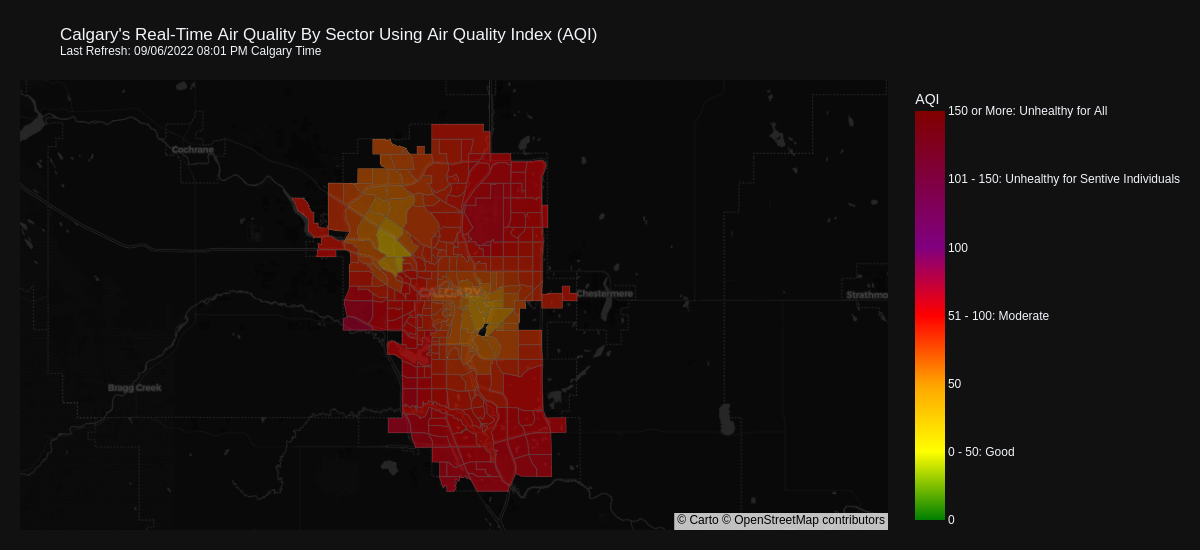 Calgary's Real-Time Air Quality By Sector Using Air Quality Index (AQI)
Last Refresh: 09/06/2022 08:01 PM Calgary Time
AQI
150 or More: Unhealthy for All
Cochrane
101 - 150: Unhealthy for Sentive Individuals
100
CALGARY
Chestermere
Strathmo
51 - 100: Moderate
50
Bragg Creek
0 - 50: Good
0
© Carto © OpenStreetMap contributors